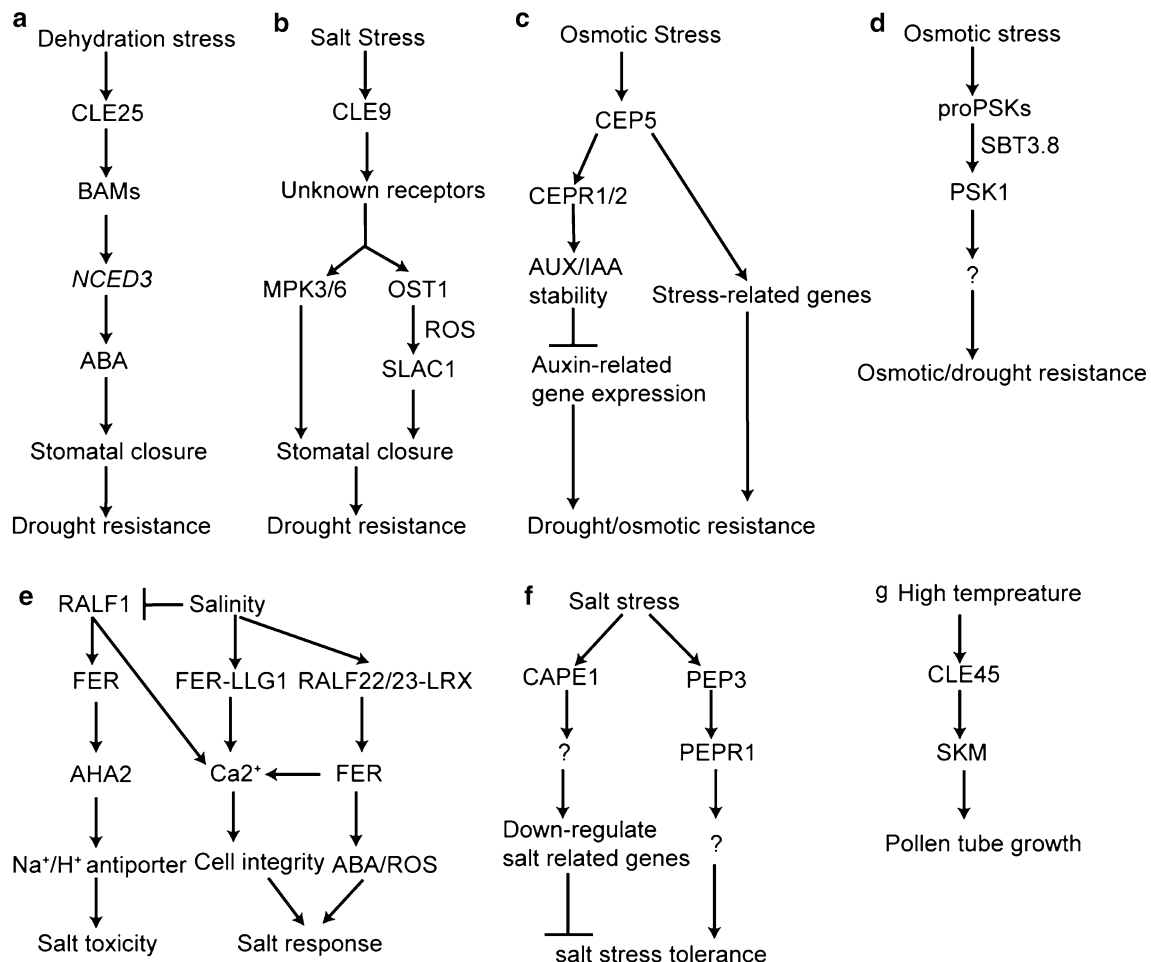 a
Dehydration stress
CLE25
BAMs
NCED3
ABA
Stomatal closure
Drought resistance
b
Salt Stress
CLE9
Unknown receptors
MPK3/6
OST1
ROS
SLAC1
Stomatal closure
Drought resistance
c
Osmotic Stress
CEP5
CEPR1/2
AUX/IAA
stability
Stress-related genes
Auxin-related
gene expression
Drought/osmotic resistance
d
Osmotic stress
proPSKs
SBT3.8
PSK1
?
Osmotic/drought resistance
e
RALF1
Salinity
FER
FER-LLG1
RALF22/23-LRX
AHA2
Ca2⁺
FER
Na⁺/H⁺ antiporter
Cell integrity
ABA/ROS
Salt toxicity
Salt response
f
Salt stress
CAPE1
PEP3
?
PEPR1
Down-regulate
salt related genes
?
salt stress tolerance
g
High tempreature
CLE45
SKM
Pollen tube growth